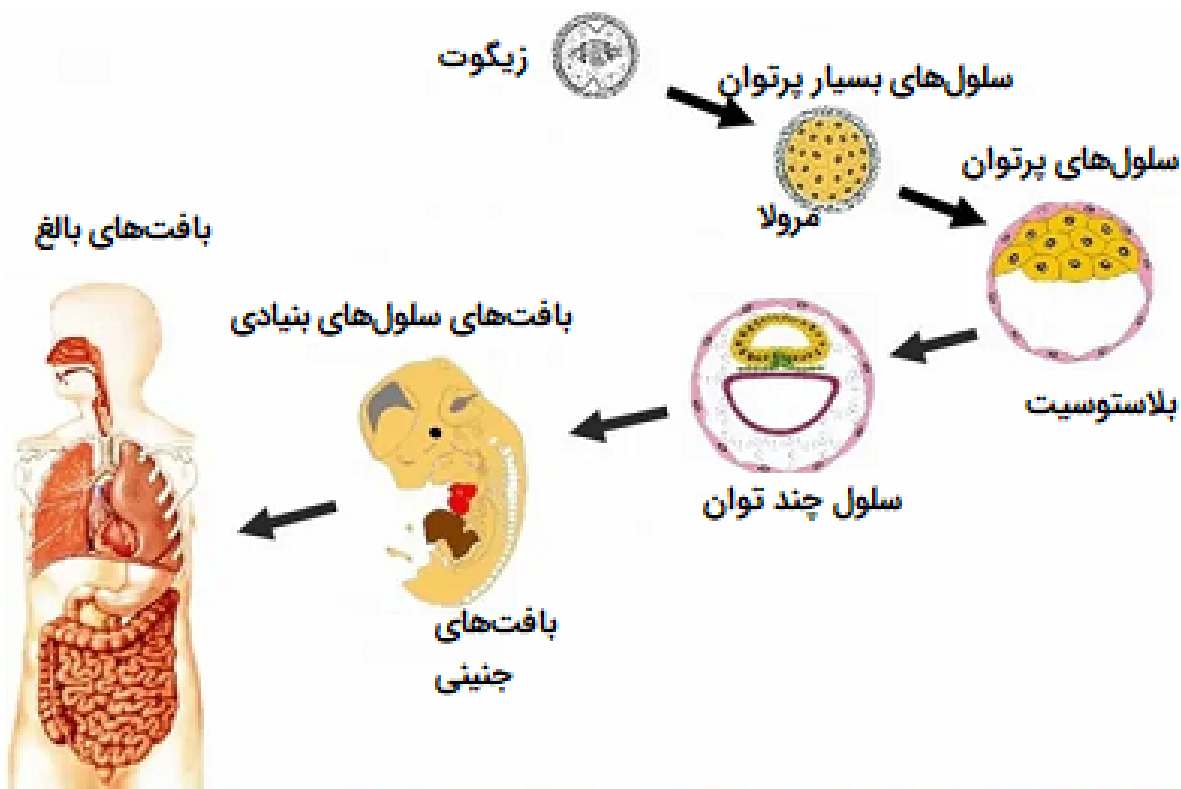 زیگوت
سلول‌های بسیار پرتوان
مرولا
سلول‌های پرتوان
بلاستوسیت
سلول چند توان
بافت‌های سلول‌های بنیادی
بافت‌های
جنینی
بافت‌های بالغ